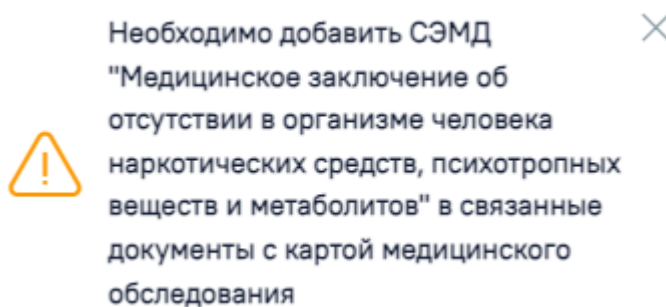 Необходимо добавить СЭМД
"Медицинское заключение об
отсутствии в организме человека
наркотических средств, психотропных
веществ и метаболитов" в связанные
документы с картой медицинского
обследования